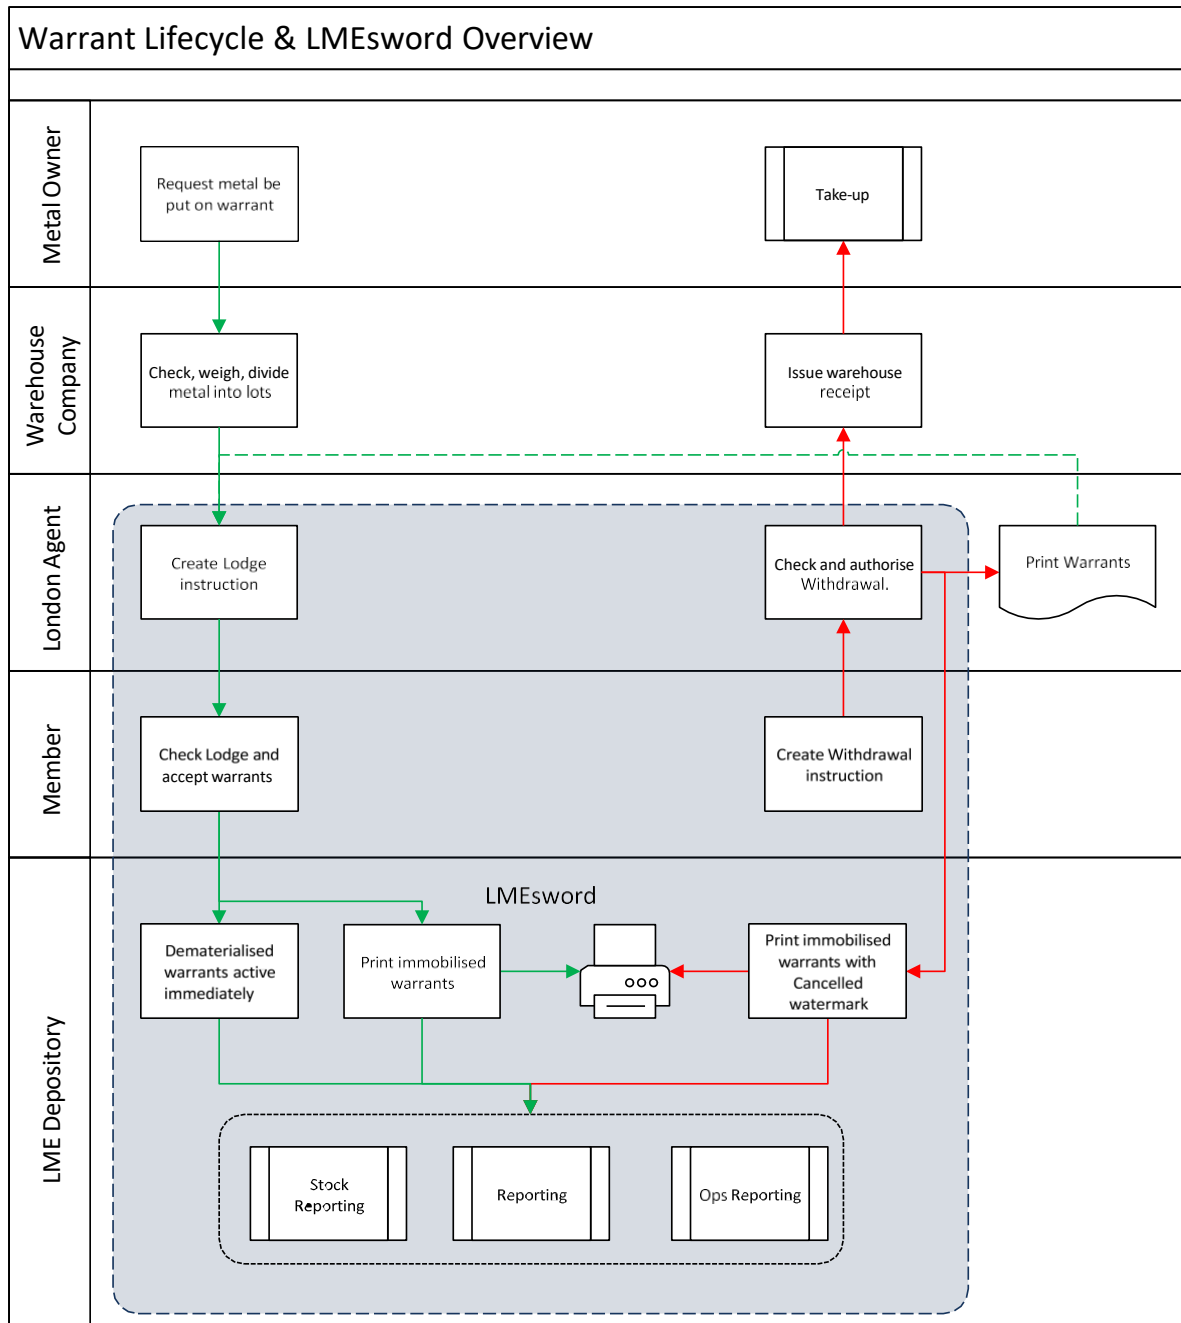 Warrant Lifecycle & LMEsword Overview
Metal Owner
Request metal be
put on warrant
Take-up
Warehouse
Company
Check, weigh, divide
metal into lots
Issue warehouse
receipt
London Agent
Create Lodge
instruction
Check and authorise
Withdrawal.
Print Warrants
Member
Check Lodge and
accept warrants
Create Withdrawal
instruction
LME Depository
LMEsword
Dematerialised
warrants active
immediately
Print immobilised
warrants
Print immobilised
warrants with
Cancelled
watermark
Stock
Reporting
Reporting
Ops Reporting